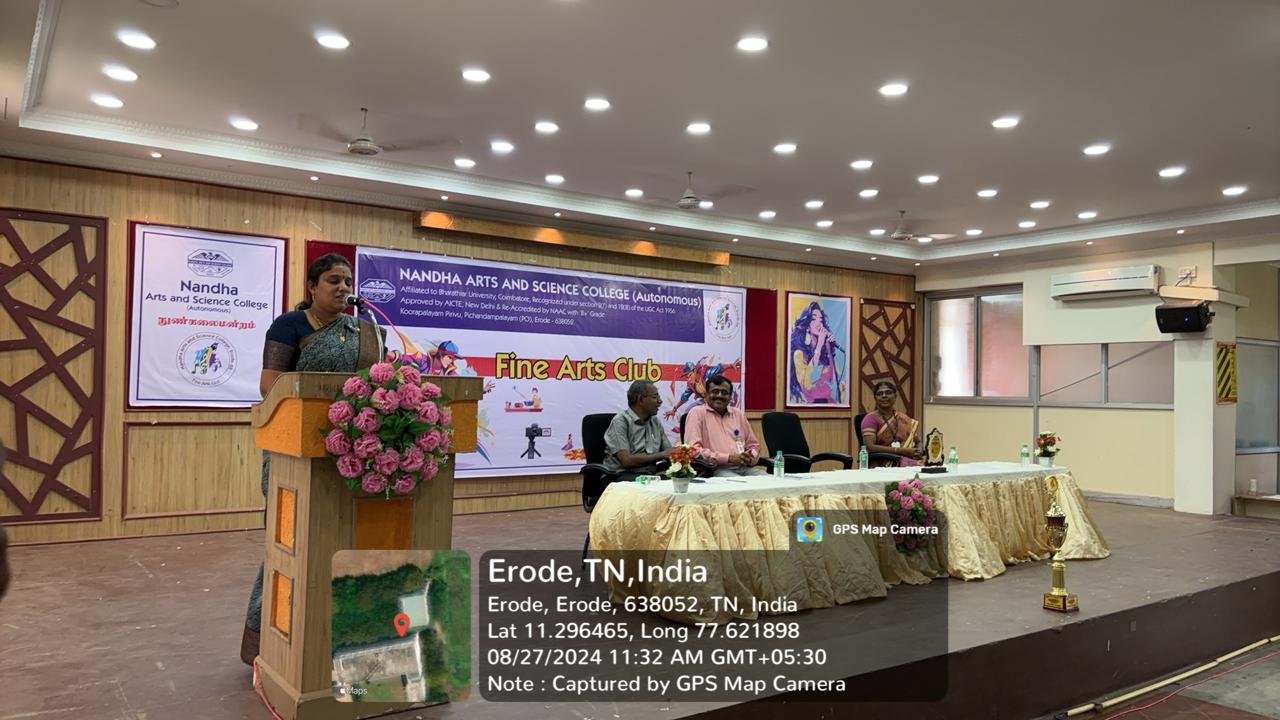 Nandha
Arts and Science College
(Autonomous)
நுண்கலைமன்றம்
Fine Arts Club
NANDHA ARTS AND SCIENCE COLLEGE (Autonomous)
Affiliated to Bharathiar University, Coimbatore, Recognized under section 2(f) and 12(B) of the UGC Act 1956
Approved by AICTE, New Delhi & Re-Accredited by NAAC with 'B+' Grade
Koorapalayam Pirivu, Pichandampalayam (PO), Erode - 638052
Fine Arts Club
GPS Map Camera
Erode,TN,India
Erode, Erode, 638052, TN, India
Lat 11.296465, Long 77.621898
08/27/2024 11:32 AM GMT+05:30
Note : Captured by GPS Map Camera
Maps